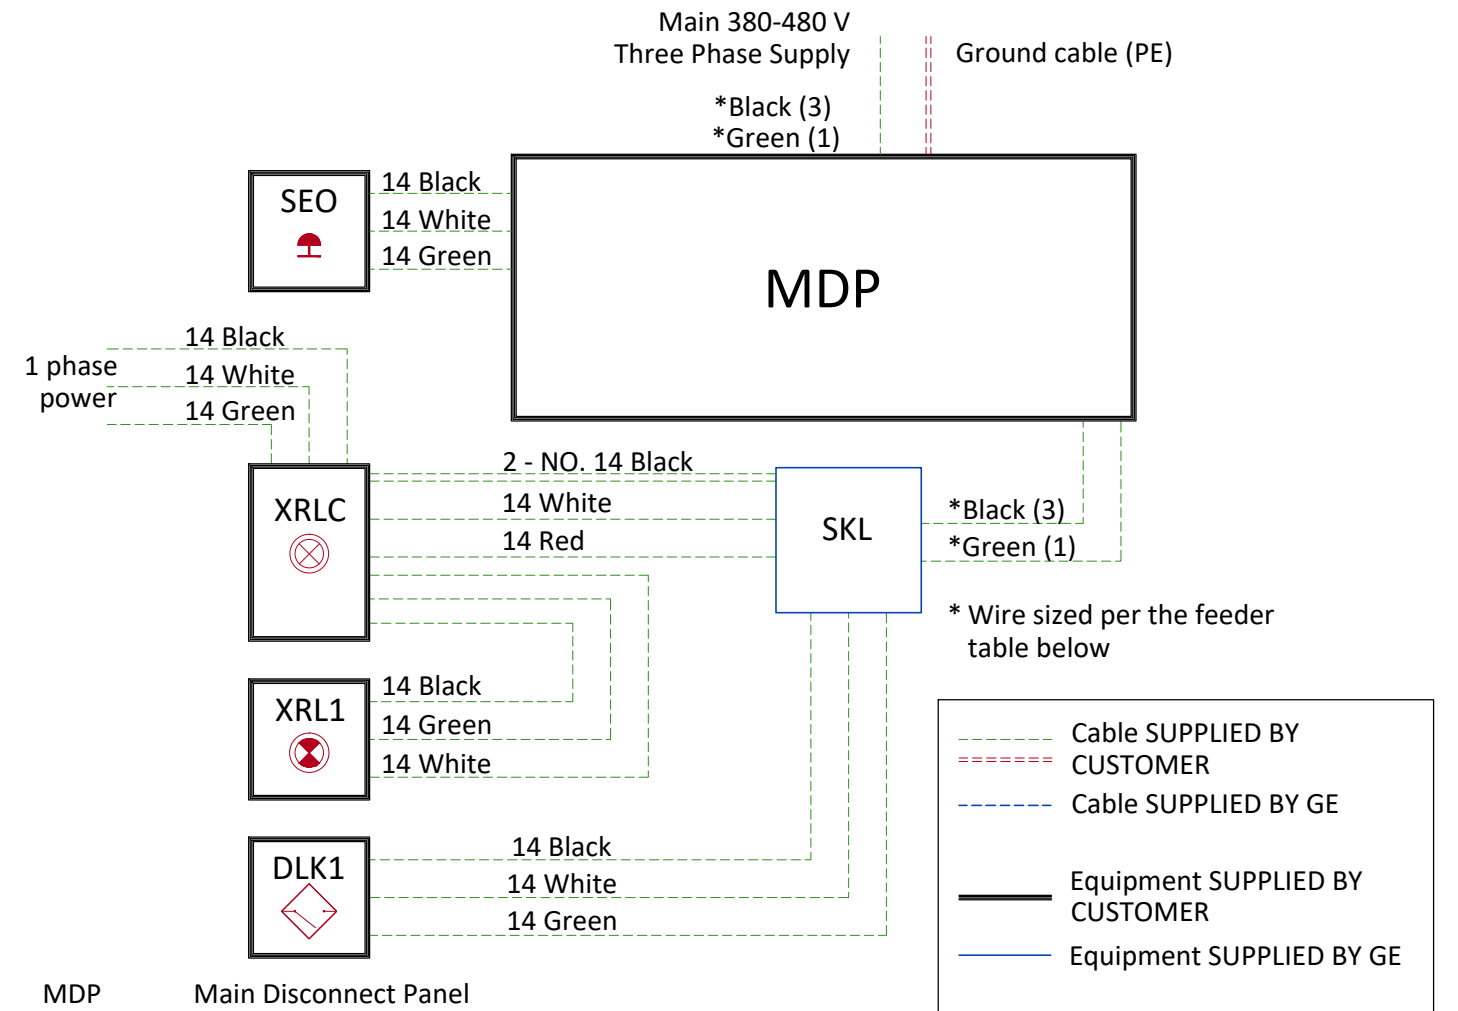 Main 380-480 V
Three Phase Supply
Ground cable (PE)
*Black (3)
*Green (1)
SEO
14 Black
14 White
14 Green
MDP
1 phase
power
14 Black
14 White
14 Green
XRLC
2 - NO. 14 Black
14 White
14 Red
SKL
*Black (3)
*Green (1)
* Wire sized per the feeder
table below
XRL1
14 Black
14 Green
14 White
DLK1
14 Black
14 White
14 Green
Cable SUPPLIED BY
CUSTOMER
Cable SUPPLIED BY GE
Equipment SUPPLIED BY
CUSTOMER
Equipment SUPPLIED BY GE
MDP Main Disconnect Panel